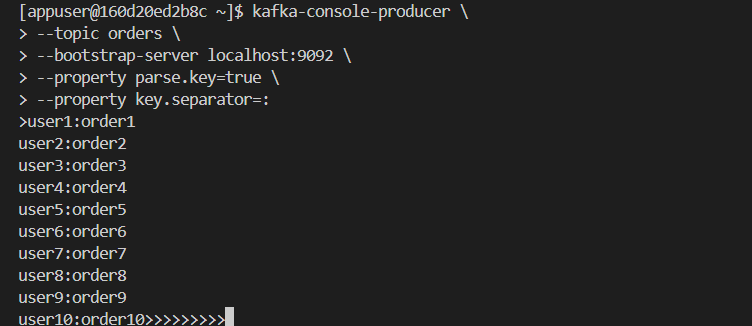 [appuser@160d20ed2b8c ~]$ kafka-console-producer \
> --topic orders \
> --bootstrap-server localhost:9092 \
> --property parse.key=true \
> --property key.separator=:
>user1:order1
user2:order2
user3:order3
user4:order4
user5:order5
user6:order6
user7:order7
user8:order8
user9:order9
user10:order10>>>>>>>>>